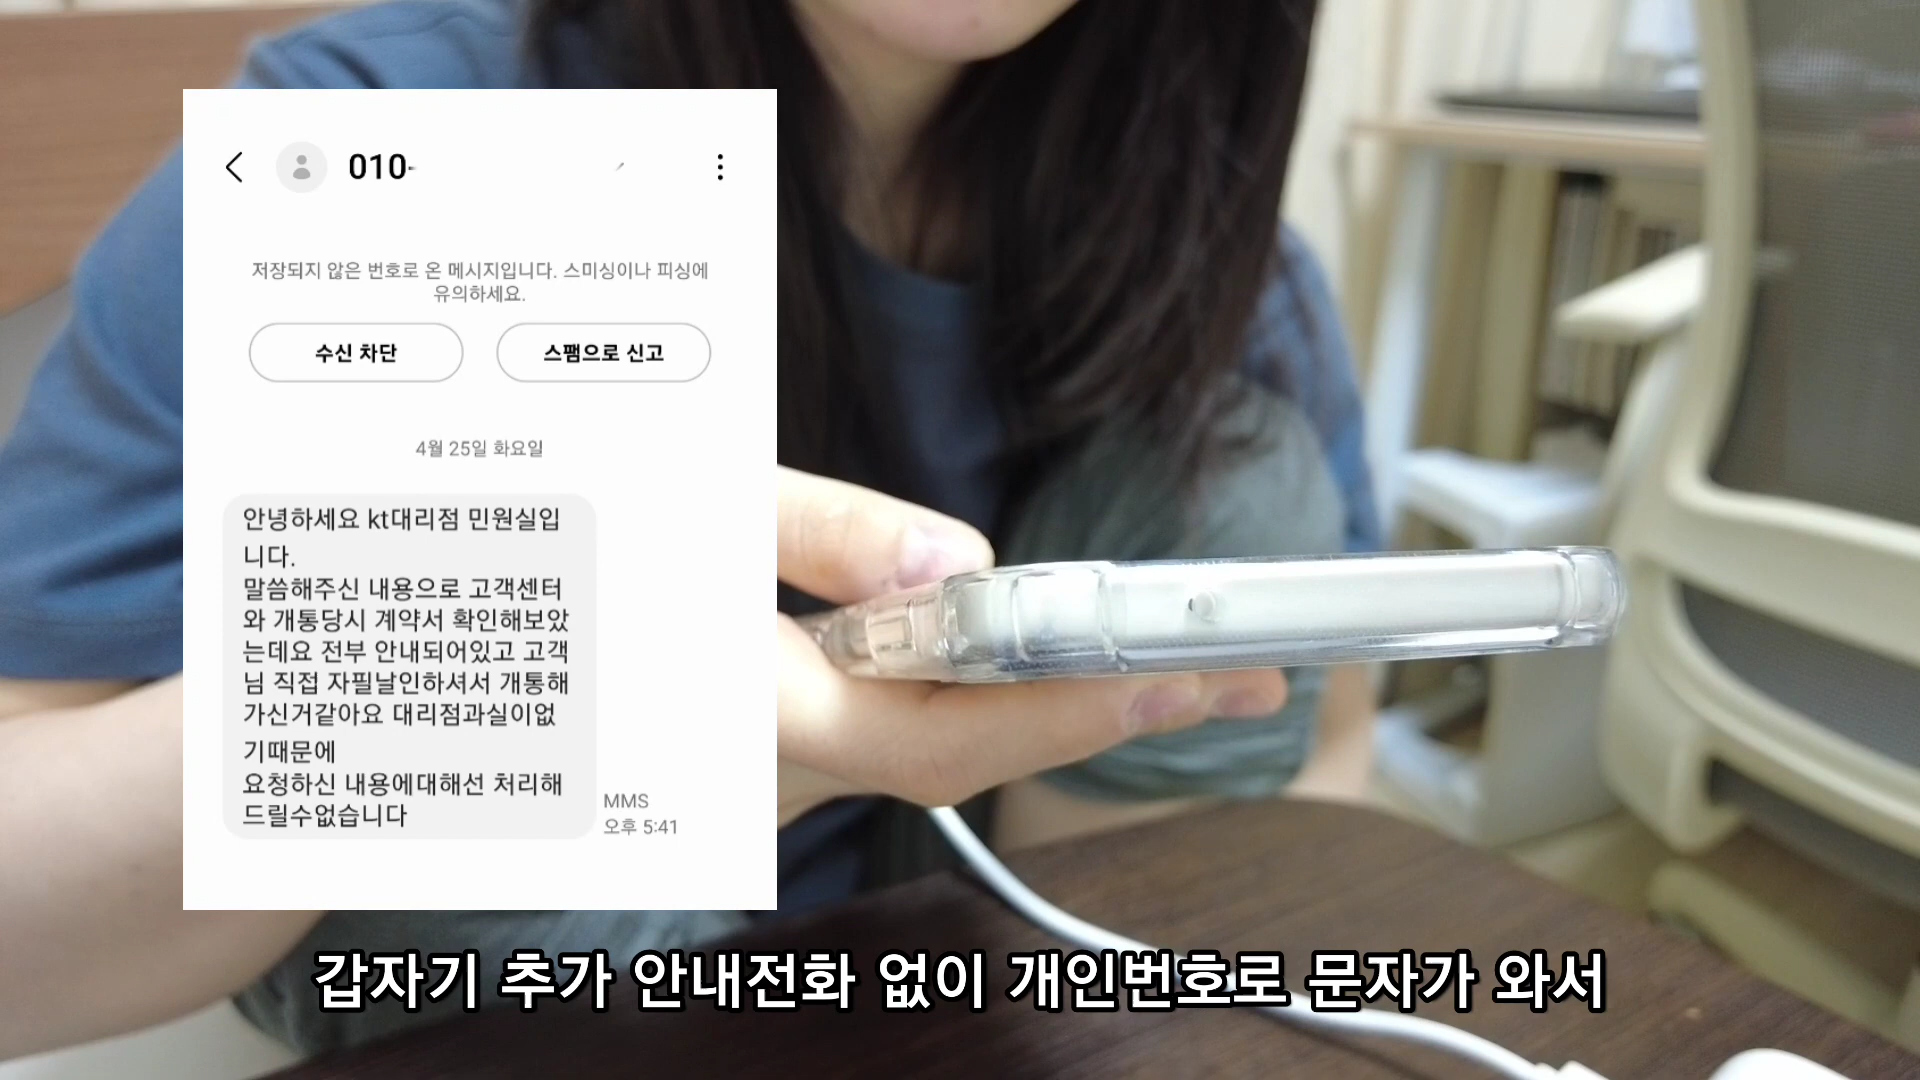 010-
저장되지 않은 번호로 온 메시지입니다. 스미싱이나 피싱에
유의하세요.
수신 차단
스팸으로 신고
4월 25일 화요일
안녕하세요 kt대리점 민원실입
니다.
말씀해주신 내용으로 고객센터
와 개통당시 계약서 확인해보았
는데요 전부 안내되어있고 고객
님 직접 자필날인하셔서 개통해
가신거같아요 대리점과실이없
기때문에
요청하신 내용에대해선 처리해
드릴수없습니다
MMS
오후 5:41
갑자기 추가 안내전화 없이 개인번호로 문자가 와서